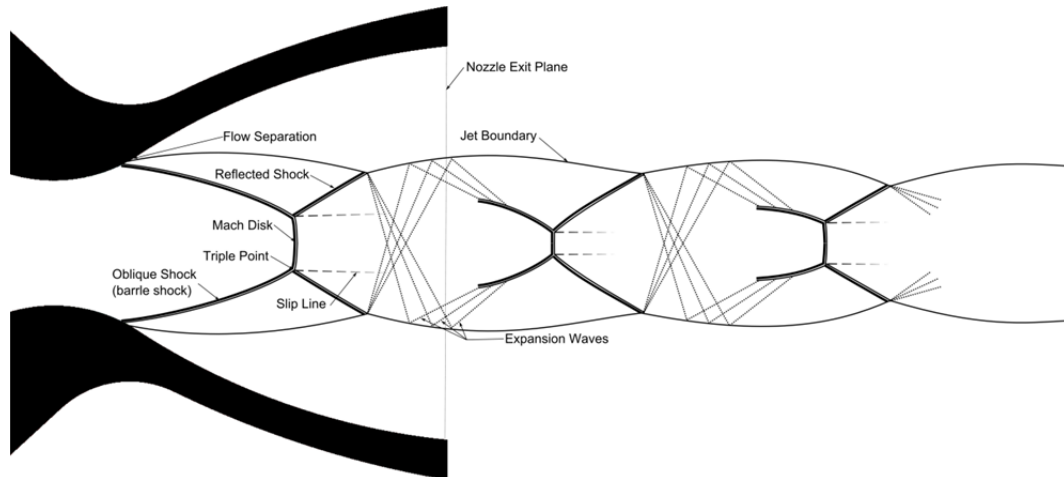 Nozzle Exit Plane
Flow Separation
Jet Boundary
Reflected Shock
Mach Disk
Triple Point
Oblique Shock
(barrle shock)
Slip Line
Expansion Waves